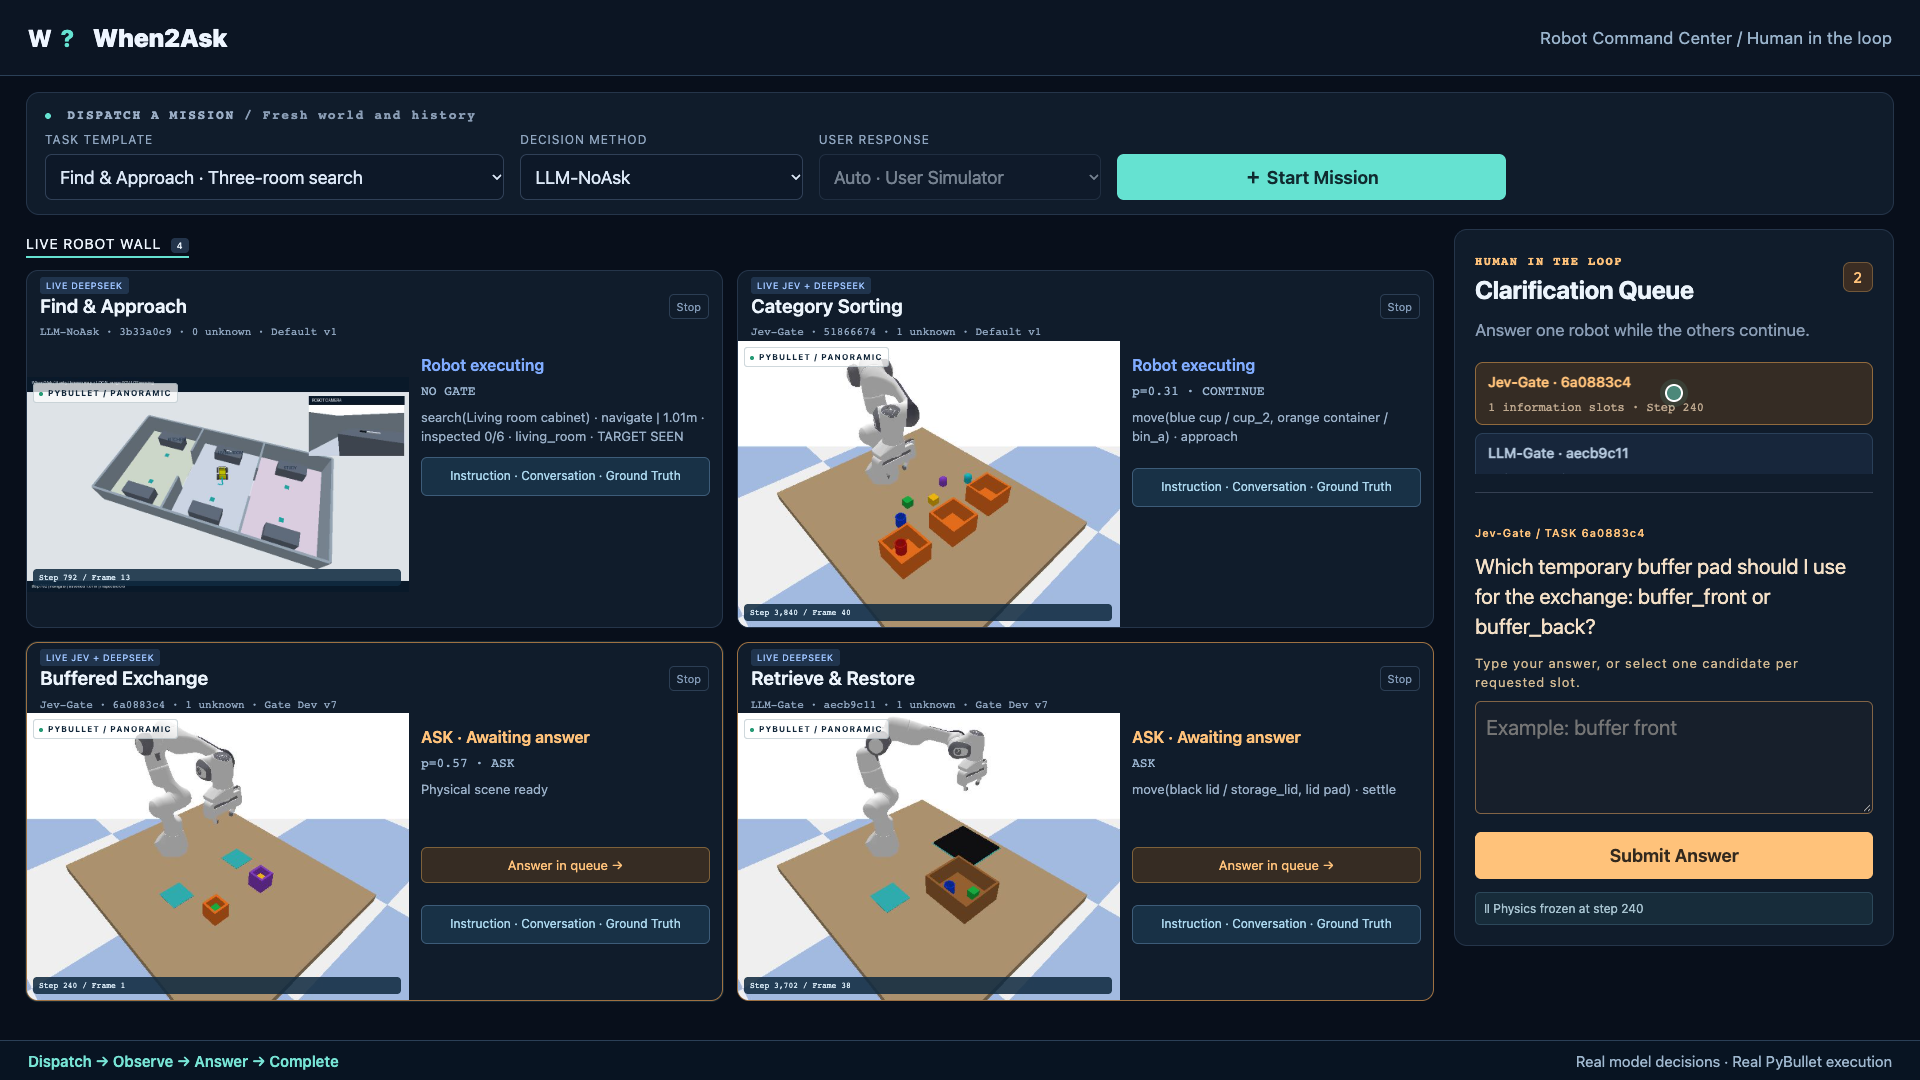 W ? When2Ask
Robot Command Center / Human in the loop
DISPATCH A MISSION / Fresh world and history
TASK TEMPLATE
DECISION METHOD
USER RESPONSE
Find & Approach · Three-room search
LLM-NoAsk
Auto · User Simulator
+ Start Mission
LIVE ROBOT WALL 4
LIVE DEEPSEEK
Find & Approach
Stop
LLM-NoAsk · 3b33a0c9 · 0 unknown · Default v1
PYBULLET / PANORAMIC
ROBOT CAMERA
Step 792 / Frame 13
Robot executing
NO GATE
search(Living room cabinet) · navigate | 1.01m ·
inspected 0/6 · living_room · TARGET SEEN
Instruction · Conversation · Ground Truth
LIVE JEV + DEEPSEEK
Category Sorting
Stop
Jev-Gate · 51866674 · 1 unknown · Default v1
PYBULLET / PANORAMIC
Step 3,840 / Frame 40
Robot executing
p=0.31 · CONTINUE
move(blue cup / cup_2, orange container /
bin_a) · approach
Instruction · Conversation · Ground Truth
LIVE JEV + DEEPSEEK
Buffered Exchange
Stop
Jev-Gate · 6a0883c4 · 1 unknown · Gate Dev v7
PYBULLET / PANORAMIC
Step 240 / Frame 1
ASK · Awaiting answer
p=0.57 · ASK
Physical scene ready
Answer in queue →
Instruction · Conversation · Ground Truth
LIVE DEEPSEEK
Retrieve & Restore
Stop
LLM-Gate · aecb9c11 · 1 unknown · Gate Dev v7
PYBULLET / PANORAMIC
Step 3,702 / Frame 38
ASK · Awaiting answer
ASK
move(black lid / storage_lid, lid pad) · settle
Answer in queue →
Instruction · Conversation · Ground Truth
HUMAN IN THE LOOP
Clarification Queue
2
Answer one robot while the others continue.
Jev-Gate · 6a0883c4
1 information slots · Step 240
LLM-Gate · aecb9c11
Jev-Gate / TASK 6a0883c4
Which temporary buffer pad should I use
for the exchange: buffer_front or
buffer_back?
Type your answer, or select one candidate per
requested slot.
Example: buffer front
Submit Answer
II Physics frozen at step 240
Dispatch → Observe → Answer → Complete
Real model decisions · Real PyBullet execution